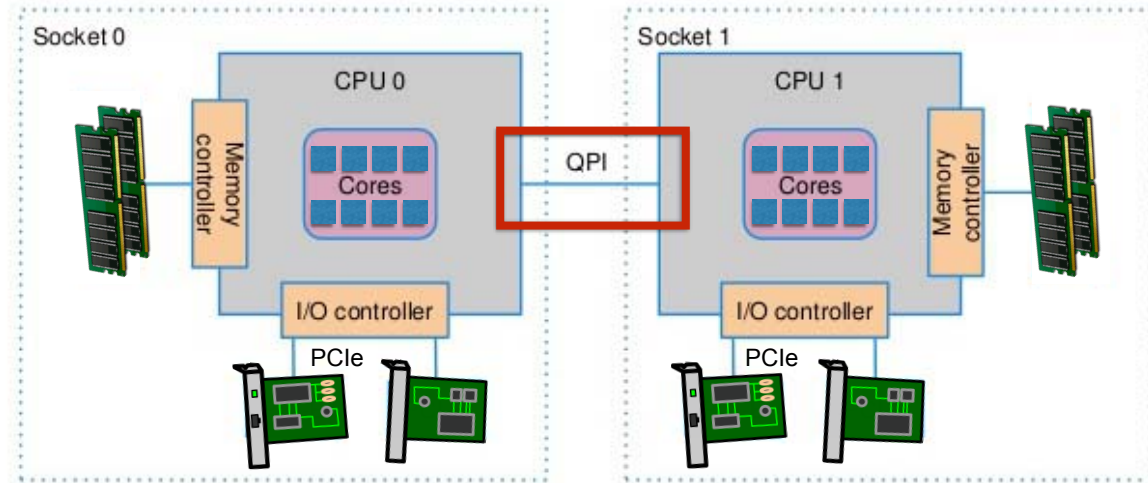 Socket 0
Socket 1
CPU 0
CPU 1
Memory
controller
Cores
QPI
Cores
Memory
controller
I/O controller
I/O controller
PCIe
PCIe